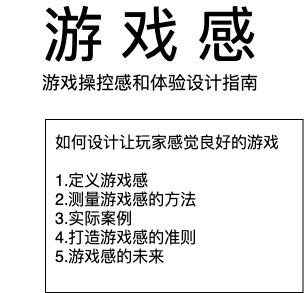 游戏感
游戏操控感和体验设计指南
如何设计让玩家感觉良好的游戏
1.定义游戏感
2.测量游戏感的方法
3.实际案例
4.打造游戏感的准则
5.游戏感的未来